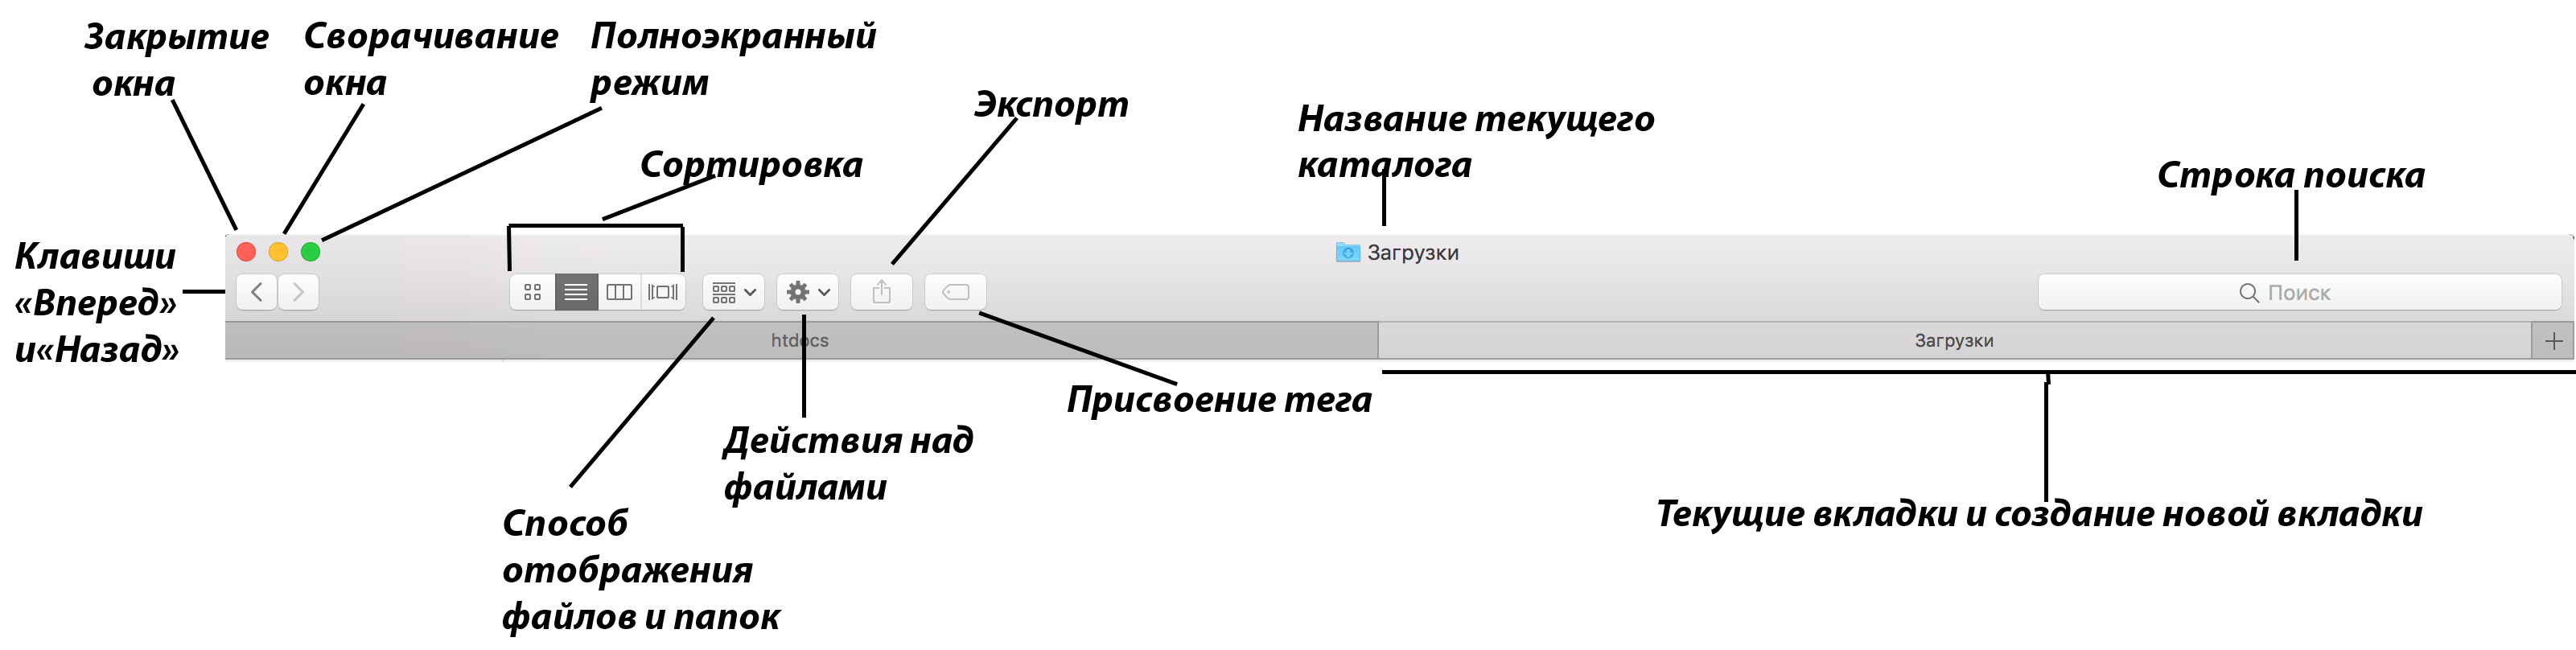 Закрытие
окна
Сворачивание
окна
Полноэкранный
режим
Экспорт
Сортировка
Название текущего
каталога
Строка поиска
Клавиши
«Вперед»
и«Назад»
Загрузки
Поиск
htdocs
Загрузки
Присвоение тега
Действия над
файлами
Способ
отображения
файлов и папок
Текущие вкладки и создание новой вкладки